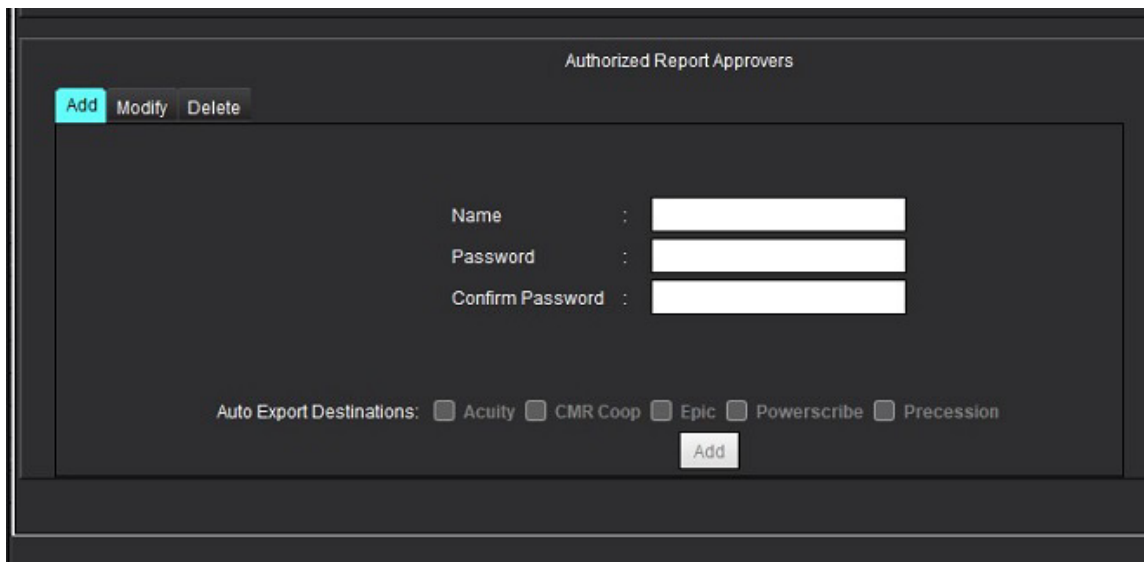 Authorized Report Approvers
Add Modify Delete
Name :
Password :
Confirm Password :
Auto Export Destinations: Acuity CMR Coop Epic Powerscribe Precession
Add